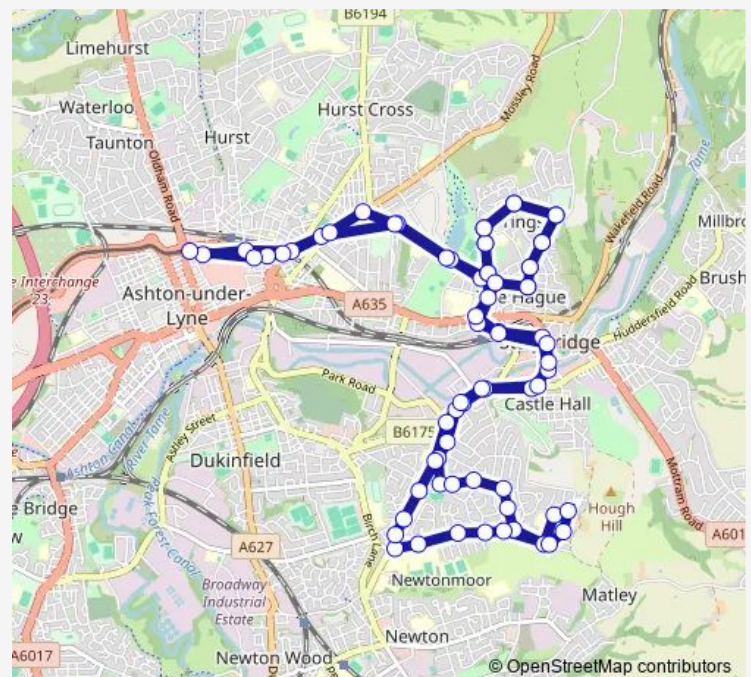 B6194
Limehurst
Waterloo
Hurst Cross
Taunton
Hurst
Oldham Road
Mossley Road
Tame
Wakefield Road
Millbro
e Interchange
23
Brush
Ashton-under-
Lyne
A635
e Hague
Huddersfield Road
bridge
Park Road
Castle Hall
Astley Street
B6175
Ashton Canal
River Tame
Dukinfield
Peak Forest Canal
e Bridge
Mottram Road
Hough
Hill
A627
Birch Lane
A601
Broadway
Industrial
Estate
Newtonmoor
Matley
Newton
A6017
Newton Wood
© OpenStreetMap contributors